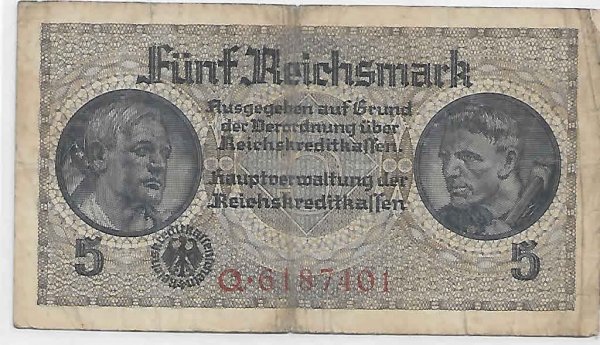 Fünf Reichsmark
Ausgegeben auf Grund
der Verordnung über
Reichskreditkassen.
Hauptverwaltung der
Reichskreditkassen
5
5
Q·6187401